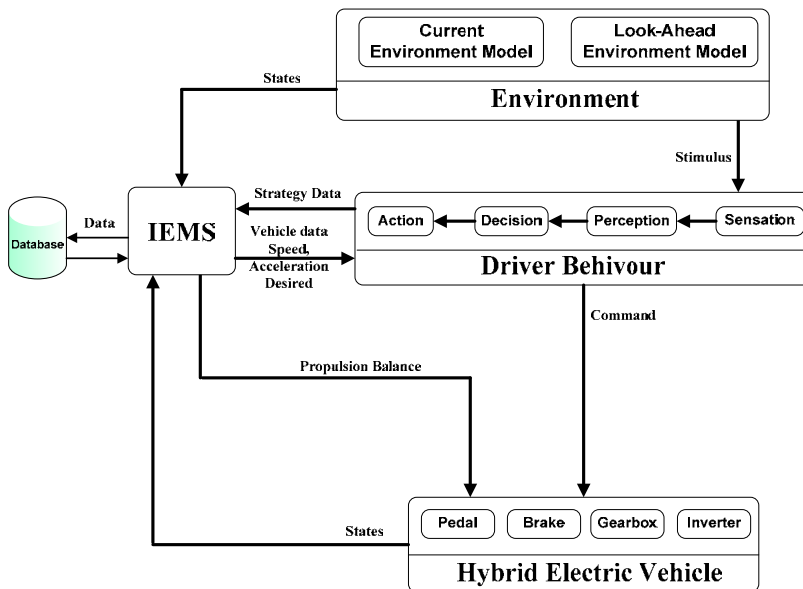 Current
Environment Model
Look-Ahead
Environment Model
Environment
States
Stimulus
Database
Data
IEMS
Strategy Data
Vehicle data
Speed,
Acceleration
Desired
Action
Decision
Perception
Sensation
Driver Behivour
Command
Propulsion Balance
States
Pedal
Brake
Gearbox
Inverter
Hybrid Electric Vehicle